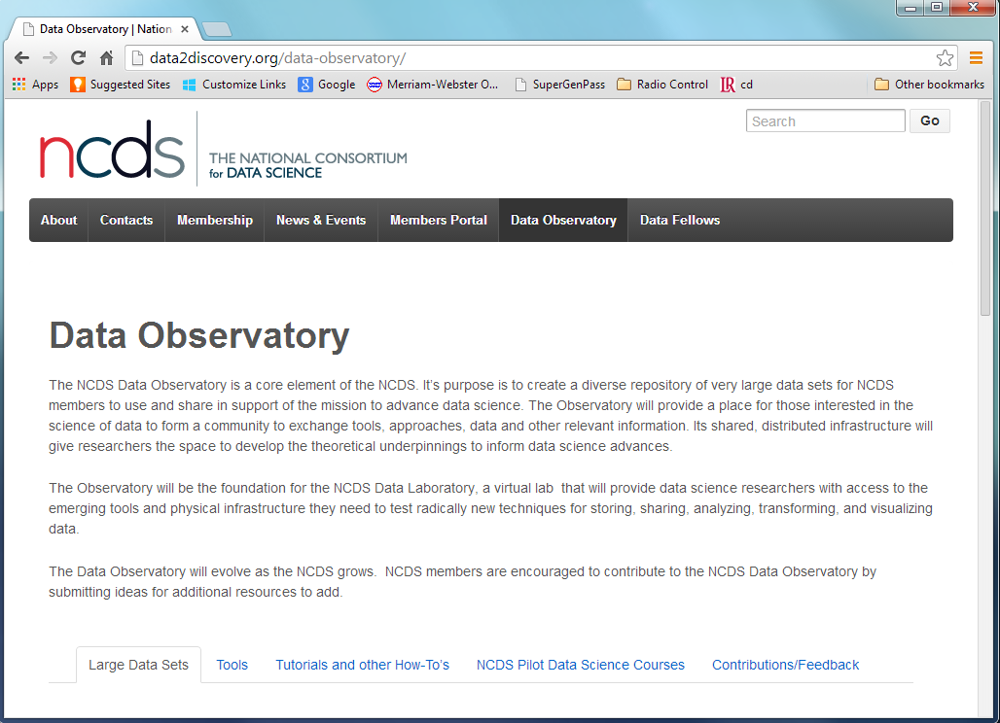 Data Observatory | Nation
data2discovery.org/data-observatory/
Apps Suggested Sites Customize Links Google Merriam-Webster O... SuperGenPass Radio Control cd Other bookmarks
Search Go
ncds
THE NATIONAL CONSORTIUM
for DATA SCIENCE
About Contacts Membership News & Events Members Portal Data Observatory Data Fellows
Data Observatory
The NCDS Data Observatory is a core element of the NCDS. It's purpose is to create a diverse repository of very large data sets for NCDS
members to use and share in support of the mission to advance data science. The Observatory will provide a place for those interested in the
science of data to form a community to exchange tools, approaches, data and other relevant information. Its shared, distributed infrastructure will
give researchers the space to develop the theoretical underpinnings to inform data science advances.
The Observatory will be the foundation for the NCDS Data Laboratory, a virtual lab  that will provide data science researchers with access to the
emerging tools and physical infrastructure they need to test radically new techniques for storing, sharing, analyzing, transforming, and visualizing
data.
The Data Observatory will evolve as the NCDS grows.  NCDS members are encouraged to contribute to the NCDS Data Observatory by
submitting ideas for additional resources to add.
Large Data Sets Tools Tutorials and other How-To's NCDS Pilot Data Science Courses Contributions/Feedback